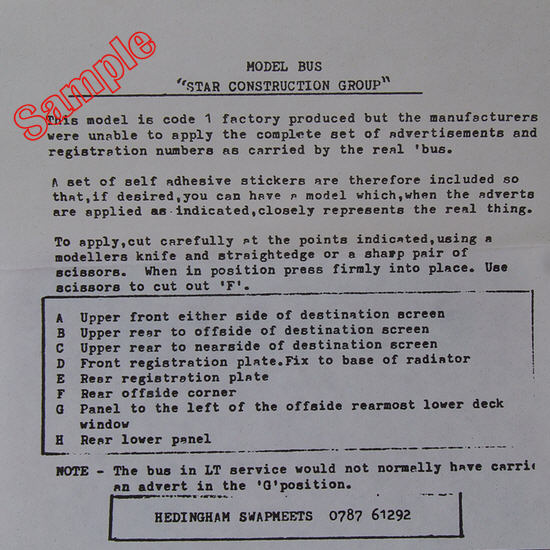 Sample
MODEL BUS
"STAR CONSTRUCTION GROUP"
This model is code 1 factory produced but the manufacturers
were unable to apply the complete set of advertisements and
registration numbers as carried by the real 'bus.
A set of self adhesive stickers are therefore included so
that,if desired,you can have a model which,when the adverts
are applied as indicated,closely represents the real thing.
To apply,cut carefully at the points indicated,using a
modellers knife and straightedge or a sharp pair of
scissors. When in position press firmly into place. Use
scissors to cut out 'F'.
A Upper front either side of destination screen
B Upper rear to offside of destination screen
C Upper rear to nearside of destination screen
D Front registration plate.Fix to base of radiator
E Rear registration plate
F Rear offside corner
G Panel to the left of the offside rearmost lower deck
window
H Rear lower panel
NOTE - The bus in LT service would not normally have carri
an advert in the 'G'position.
HEDINGHAM SWAPMEETS 0787 61292